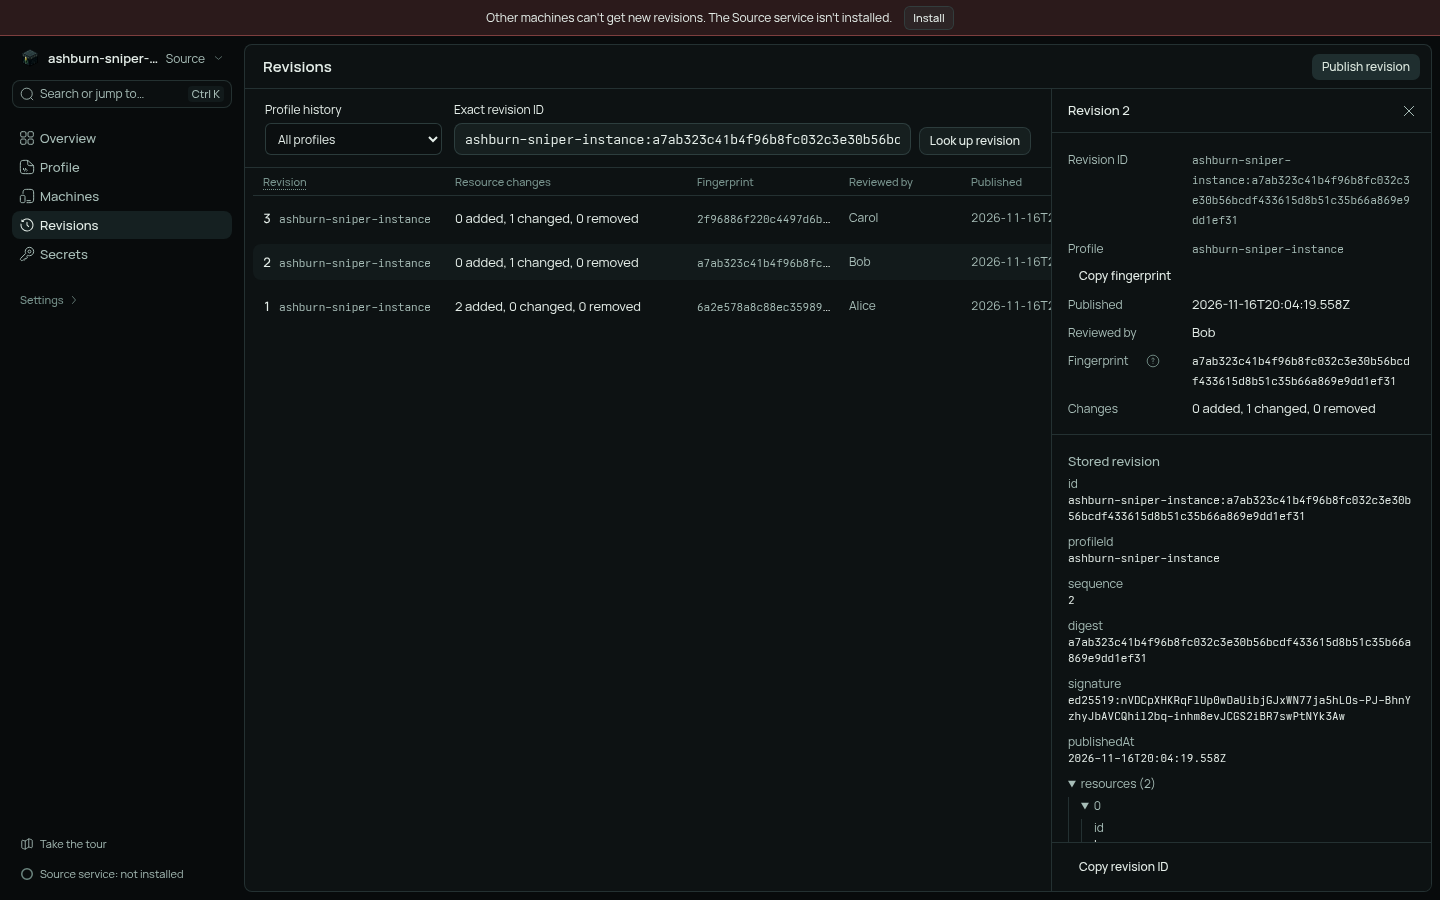 Other machines can't get new revisions. The Source service isn't installed. Install
ashburn-sniper-... Source
Search or jump to... Ctrl K
Overview
Profile
Machines
Revisions
Secrets
Settings
Take the tour
Source service: not installed
Revisions
Publish revision
Profile history
Exact revision ID
All profiles
ashburn-sniper-instance:a7ab323c41b4f96b8fc032c3e30b56bc
Look up revision
Revision Resource changes Fingerprint Reviewed by Published
3 ashburn-sniper-instance 0 added, 1 changed, 0 removed 2f96886f220c4497d6b... Carol 2026-11-16T2
2 ashburn-sniper-instance 0 added, 1 changed, 0 removed a7ab323c41b4f96b8fc... Bob 2026-11-16T2
1 ashburn-sniper-instance 2 added, 0 changed, 0 removed 6a2e578a8c88ec35989... Alice 2026-11-16T2
Revision 2
Revision ID ashburn-sniper-
instance:a7ab323c41b4f96b8fc032c3
e30b56bcdf433615d8b51c35b66a869e9
dd1ef31
Profile ashburn-sniper-instance
Copy fingerprint
Published 2026-11-16T20:04:19.558Z
Reviewed by Bob
Fingerprint ? a7ab323c41b4f96b8fc032c3e30b56bcd
f433615d8b51c35b66a869e9dd1ef31
Changes 0 added, 1 changed, 0 removed
Stored revision
id
ashburn-sniper-instance:a7ab323c41b4f96b8fc032c3e30b
56bcdf433615d8b51c35b66a869e9dd1ef31
profileId
ashburn-sniper-instance
sequence
2
digest
a7ab323c41b4f96b8fc032c3e30b56bcdf433615d8b51c35b66a
869e9dd1ef31
signature
ed25519:nVDCpXHKRqFlUp0wDaUibjGJxWN77ja5hLOs-PJ-BhnY
zhyJbAVCQhil2bq-inhm8evJCGS2iBR7swPtNYk3Aw
publishedAt
2026-11-16T20:04:19.558Z
resources (2)
0
id
Copy revision ID